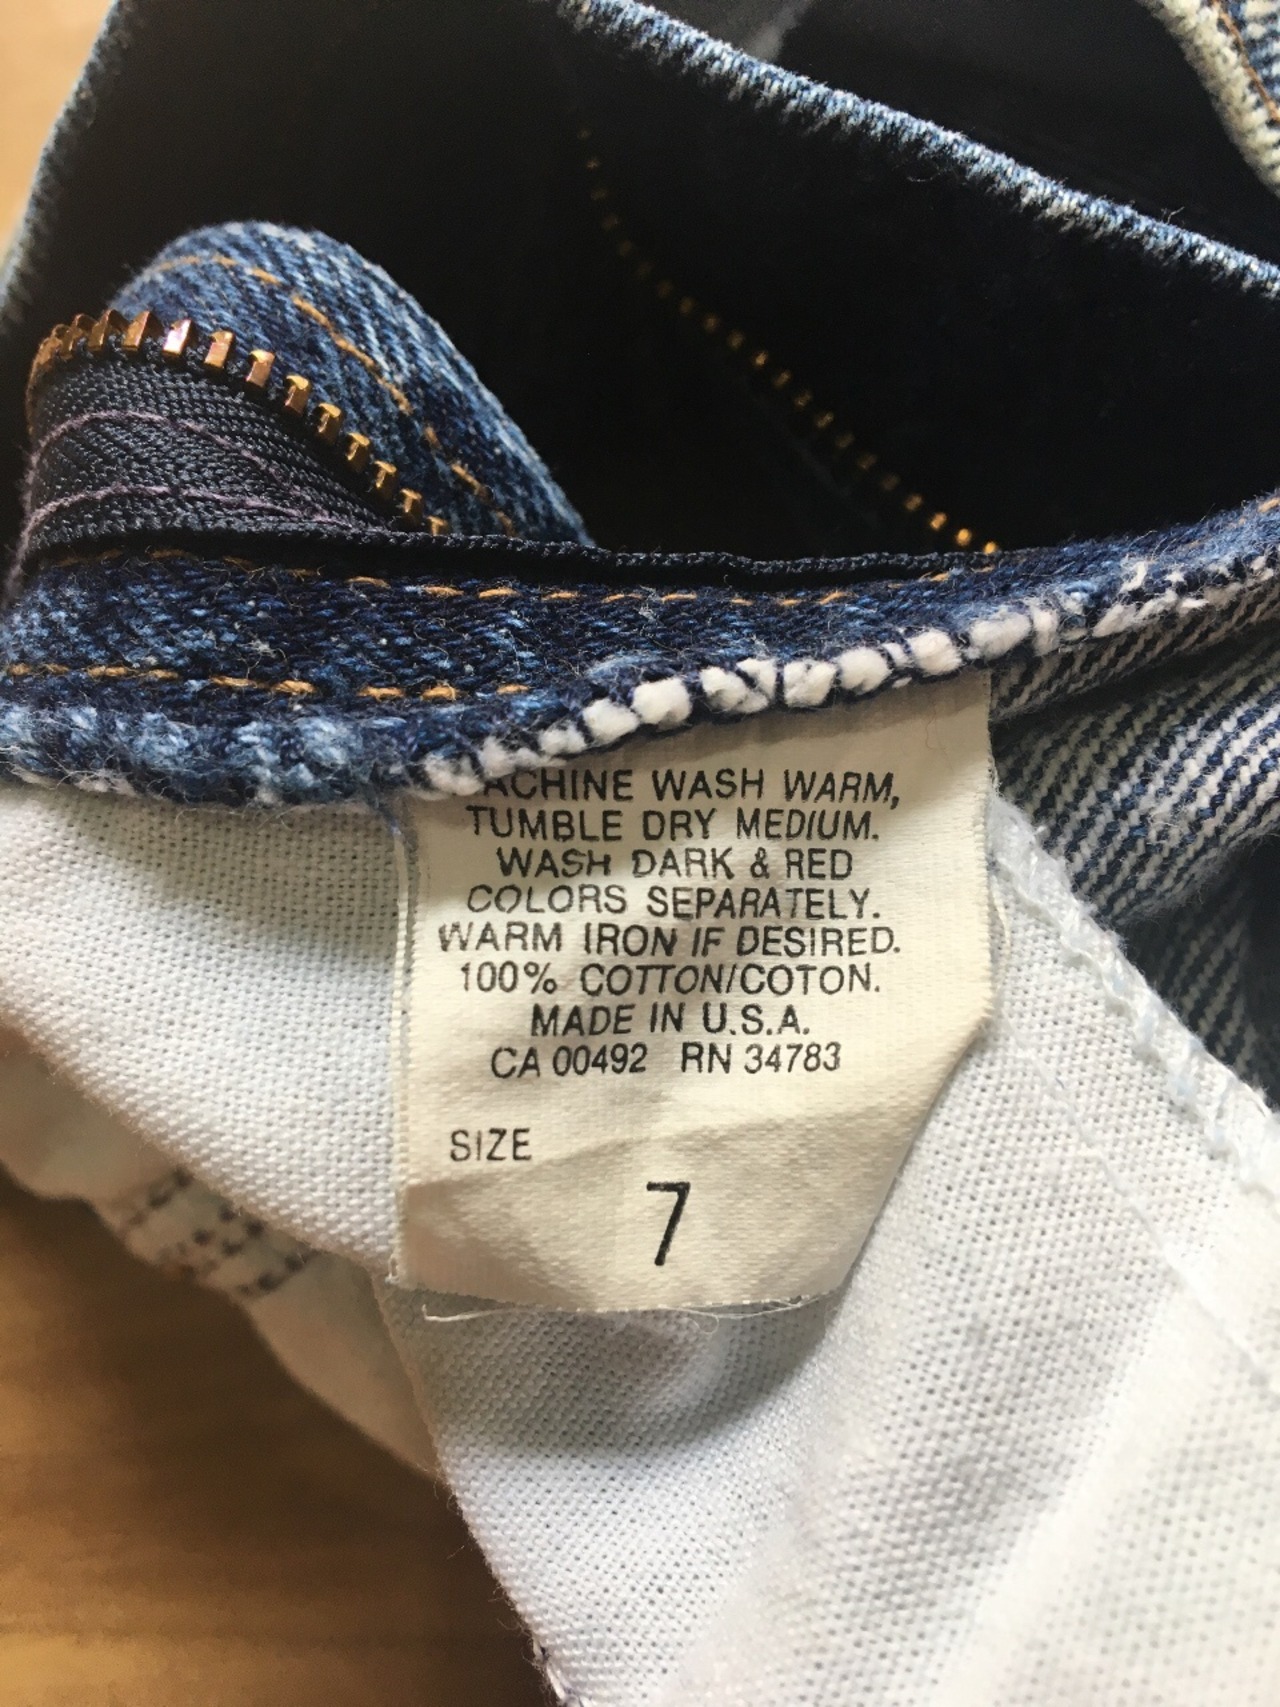 MACHINE WASH WARM,
TUMBLE DRY MEDIUM.
WASH DARK & RED
COLORS SEPARATELY.
WARM IRON IF DESIRED.
100% COTTON/COTON.
MADE IN U.S.A.
CA 00492 RN 34783
SIZE
7